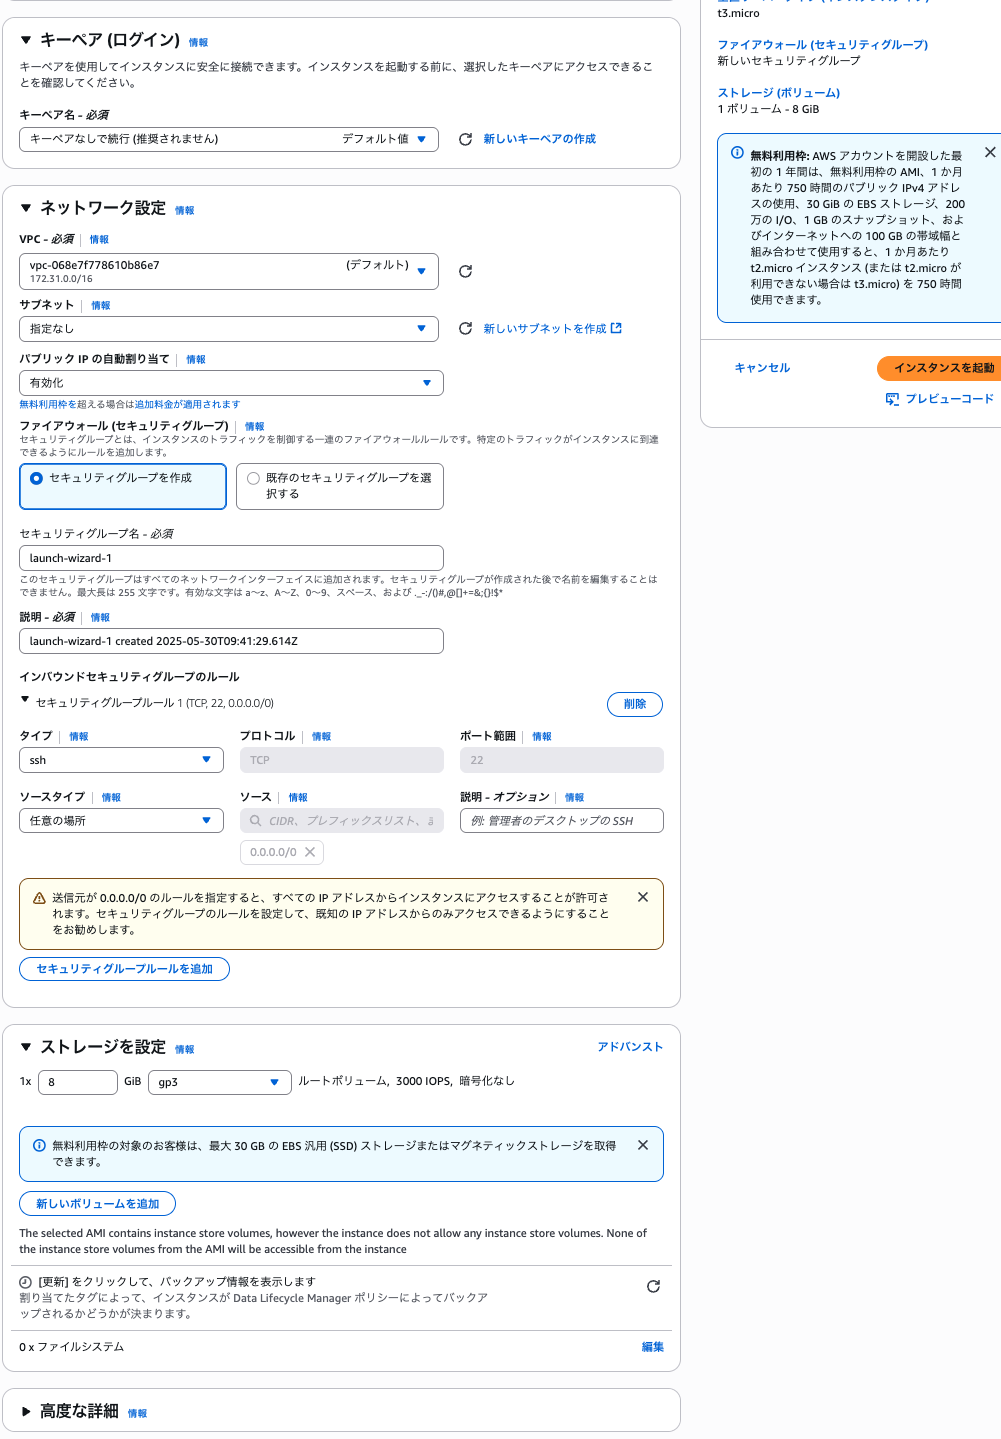 キーペア (ログイン) 情報
キーペアを使用してインスタンスに安全に接続できます。インスタンスを起動する前に、選択したキーペアにアクセスできるこ
とを確認してください。
キーペア名 - 必須
キーペアなしで続行 (推奨されません) デフォルト値
新しいキーペアの作成
ネットワーク設定 情報
VPC - 必須 情報
vpc-068e7f778610b86e7 (デフォルト)
172.31.0.0/16
サブネット 情報
指定なし
新しいサブネットを作成
パブリック IP の自動割り当て 情報
有効化
無料利用枠を超える場合は追加料金が適用されます
ファイアウォール (セキュリティグループ) 情報
セキュリティグループとは、インスタンスのトラフィックを制御する一連のファイアウォールルールです。特定のトラフィックがインスタンスに到達
できるようにルールを追加します。
セキュリティグループを作成
既存のセキュリティグループを選
択する
セキュリティグループ名 - 必須
launch-wizard-1
このセキュリティグループはすべてのネットワークインターフェイスに追加されます。セキュリティグループが作成された後で名前を編集することは
できません。最大長は 255 文字です。有効な文字は a～z、A～Z、0～9、スペース、および ._-:/()#,@[]+=&;{}!$*
説明 - 必須 情報
launch-wizard-1 created 2025-05-30T09:41:29.614Z
インバウンドセキュリティグループのルール
セキュリティグループルール 1 (TCP, 22, 0.0.0.0/0)
削除
タイプ 情報
ssh
プロトコル 情報
TCP
ポート範囲 情報
22
ソースタイプ 情報
任意の場所
ソース 情報
CIDR、プレフィックスリスト、ま
0.0.0.0/0
説明 - オプション 情報
例: 管理者のデスクトップの SSH
送信元が 0.0.0.0/0 のルールを指定すると、すべての IP アドレスからインスタンスにアクセスすることが許可さ
れます。セキュリティグループのルールを設定して、既知の IP アドレスからのみアクセスできるようにすること
をお勧めします。
セキュリティグループルールを追加
ストレージを設定 情報
アドバンスト
1x 8 GiB gp3 ルートボリューム, 3000 IOPS, 暗号化なし
無料利用枠の対象のお客様は、最大 30 GB の EBS 汎用 (SSD) ストレージまたはマグネティックストレージを取得
できます。
新しいボリュームを追加
The selected AMI contains instance store volumes, however the instance does not allow any instance store volumes. None of
the instance store volumes from the AMI will be accessible from the instance
[更新] をクリックして、バックアップ情報を表示します
割り当てたタグによって、インスタンスが Data Lifecycle Manager ポリシーによってバックア
ップされるかどうかが決まります。
0 x ファイルシステム
編集
高度な詳細 情報
t3.micro
ファイアウォール (セキュリティグループ)
新しいセキュリティグループ
ストレージ (ボリューム)
1 ボリューム - 8 GiB
無料利用枠: AWS アカウントを開設した最
初の 1 年間は、無料利用枠の AMI、1 か月
あたり 750 時間のパブリック IPv4 アドレ
スの使用、30 GiB の EBS ストレージ、200
万の I/O、1 GB のスナップショット、およ
びインターネットへの 100 GB の帯域幅と
組み合わせて使用すると、1 か月あたり
t2.micro インスタンス (または t2.micro が
利用できない場合は t3.micro) を 750 時間
使用できます。
キャンセル
インスタンスを起動
プレビューコード